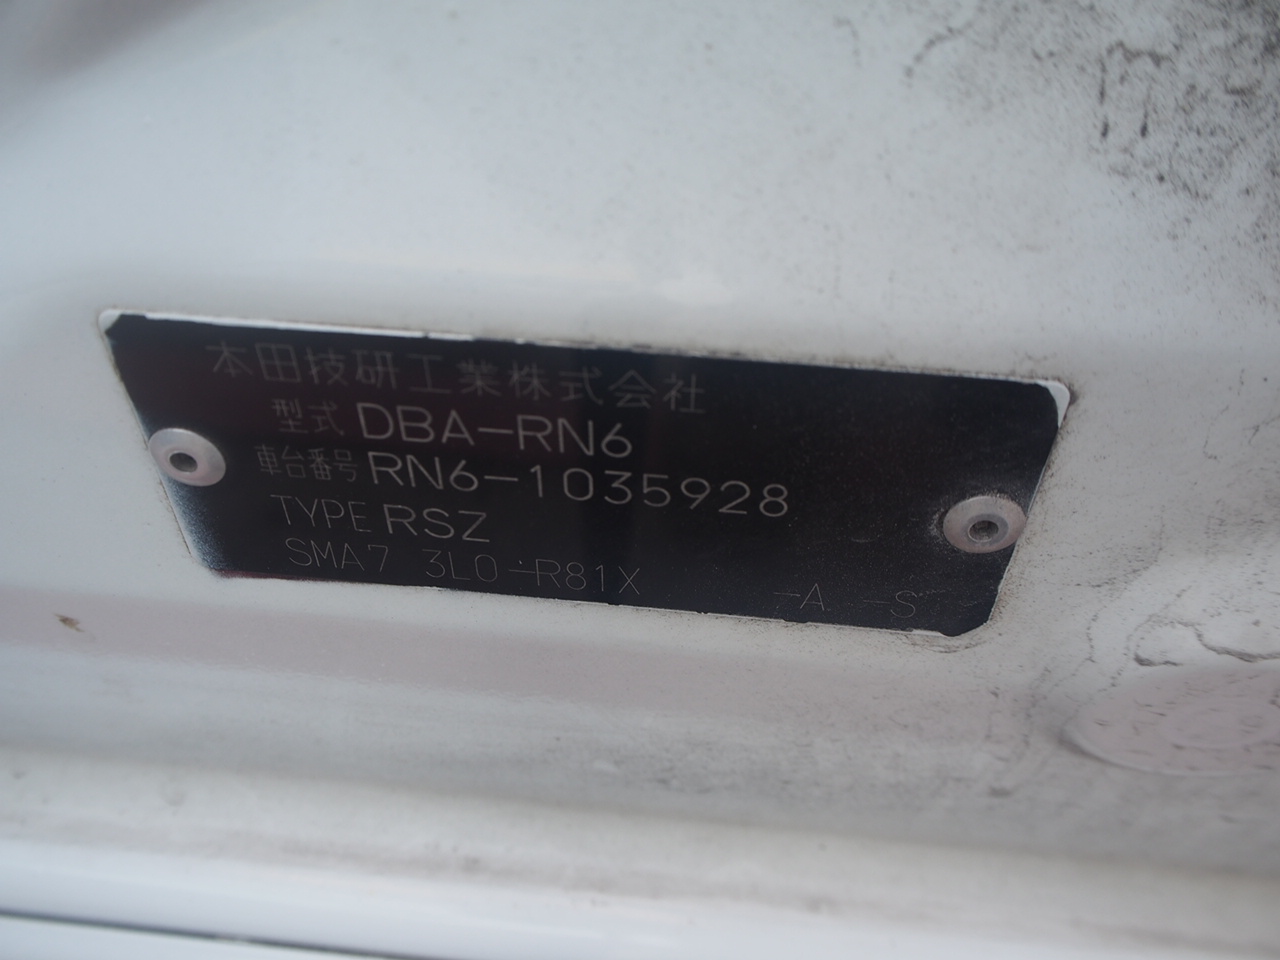 本田技研工業株式会社
型式 DBA-RN6
車台番号 RN6-1035928
TYPE RSZ
SMA7 3L0-R81X -A -S